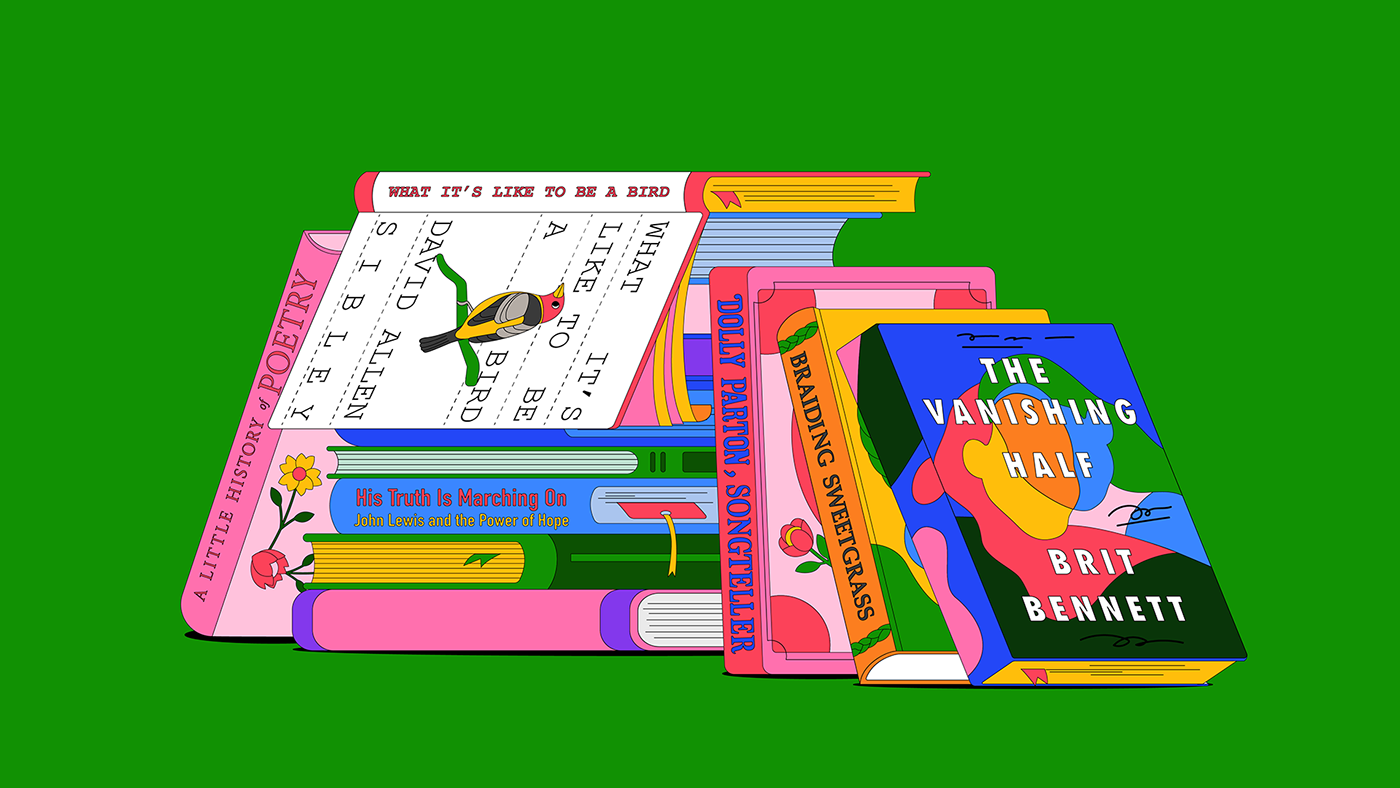 WHAT IT'S LIKE TO BE A BIRD
WHAT
LIKE IT'S
TO BE
A BIRD
DAVID ALLEN
SIBLEY
A LITTLE HISTORY of POETRY
His Truth Is Marching On
John Lewis and the Power of Hope
DOLLY PARTON, SONGTELLER
BRAIDING SWEETGRASS
THE
VANISHING
HALF
BRIT
BENNETT